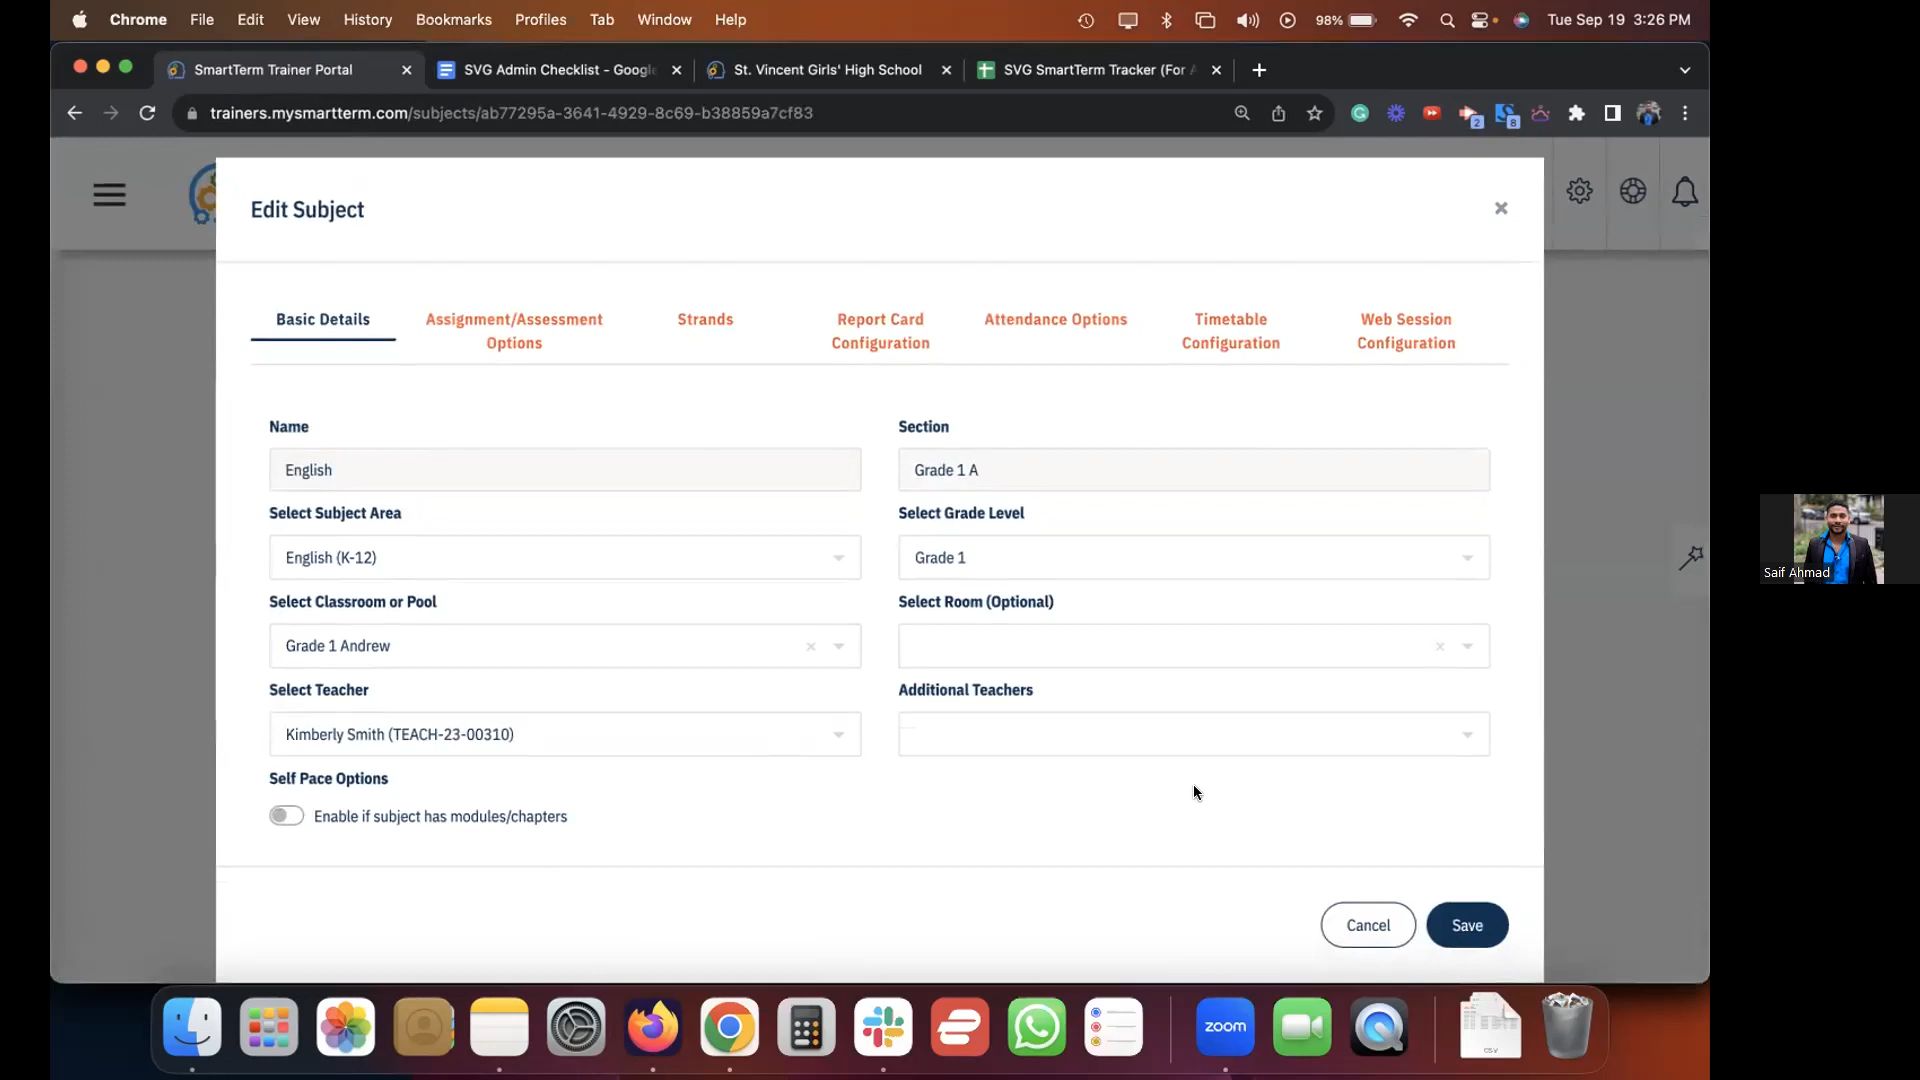 Chrome File Edit View History Bookmarks Profiles Tab Window Help 98% Tue Sep 19 3:26 PM
SmartTerm Trainer Portal SVG Admin Checklist - Google St. Vincent Girls' High School SVG SmartTerm Tracker (For A
trainers.mysmartterm.com/subjects/ab77295a-3641-4929-8c69-b38859a7cf83
2 8
Edit Subject
Basic Details
Assignment/Assessment
Options
Strands
Report Card
Configuration
Attendance Options
Timetable
Configuration
Web Session
Configuration
Name
Section
English
Grade 1 A
Select Subject Area
Select Grade Level
English (K-12)
Grade 1
Select Classroom or Pool
Select Room (Optional)
Grade 1 Andrew
Select Teacher
Additional Teachers
Kimberly Smith (TEACH-23-00310)
Self Pace Options
Enable if subject has modules/chapters
Cancel Save
Saif Ahmad
zoom
CSV